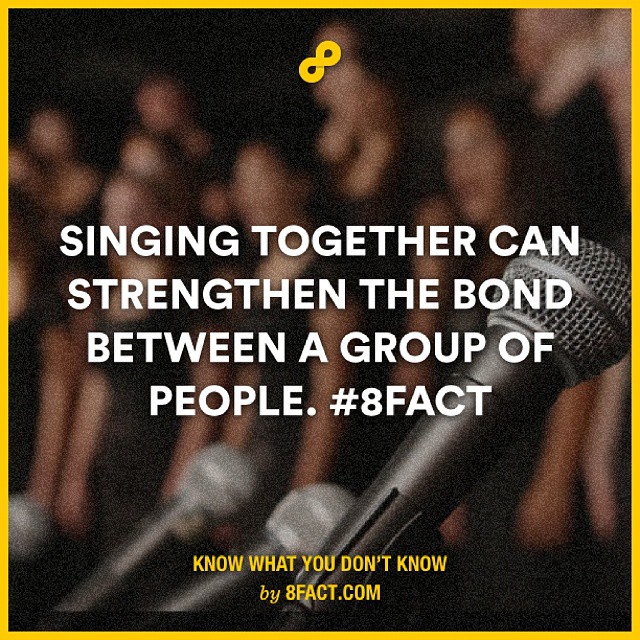 SINGING TOGETHER CAN
STRENGTHEN THE BOND
BETWEEN A GROUP OF
PEOPLE. #8FACT
KNOW WHAT YOU DON'T KNOW
by 8FACT.COM